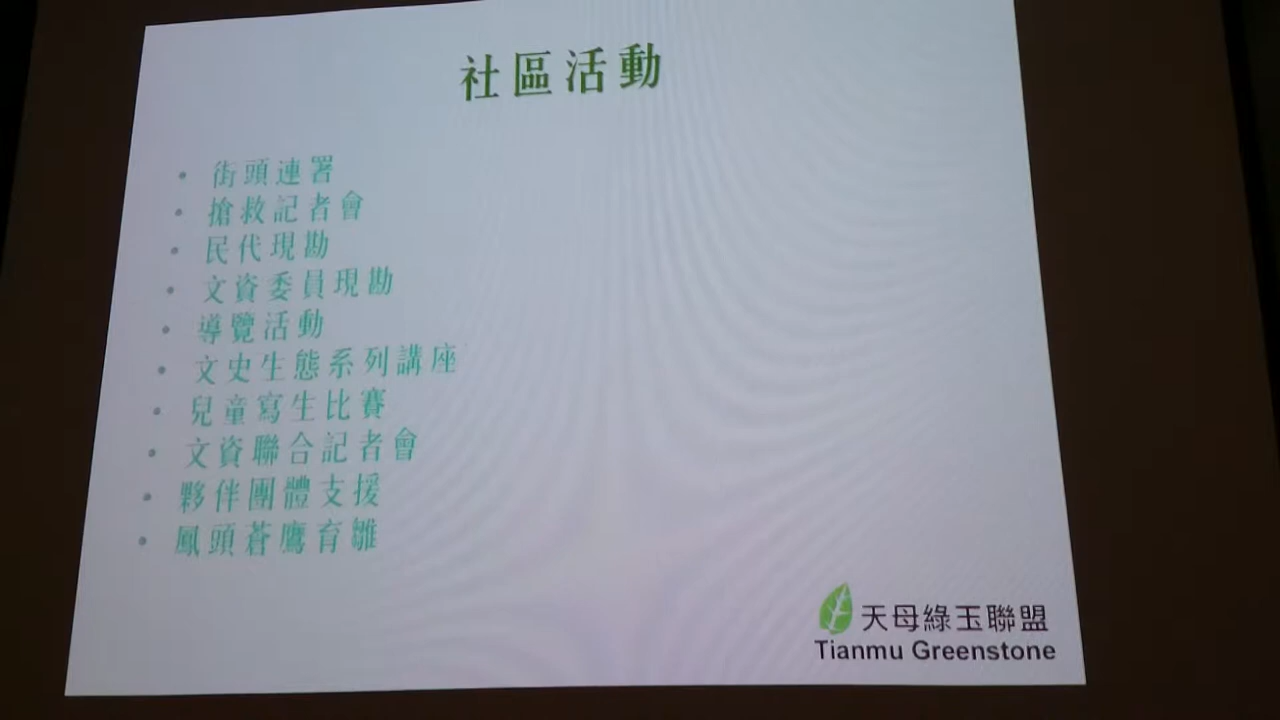 社區活動
• 街頭連署
• 搶救記者會
• 民代現勘
• 文資委員現勘
• 導覽活動
• 文史生態系列講座
• 兒童寫生比賽
• 文資聯合記者會
• 夥伴團體支援
• 鳳頭蒼鷹育雛
天母綠玉聯盟
Tianmu Greenstone